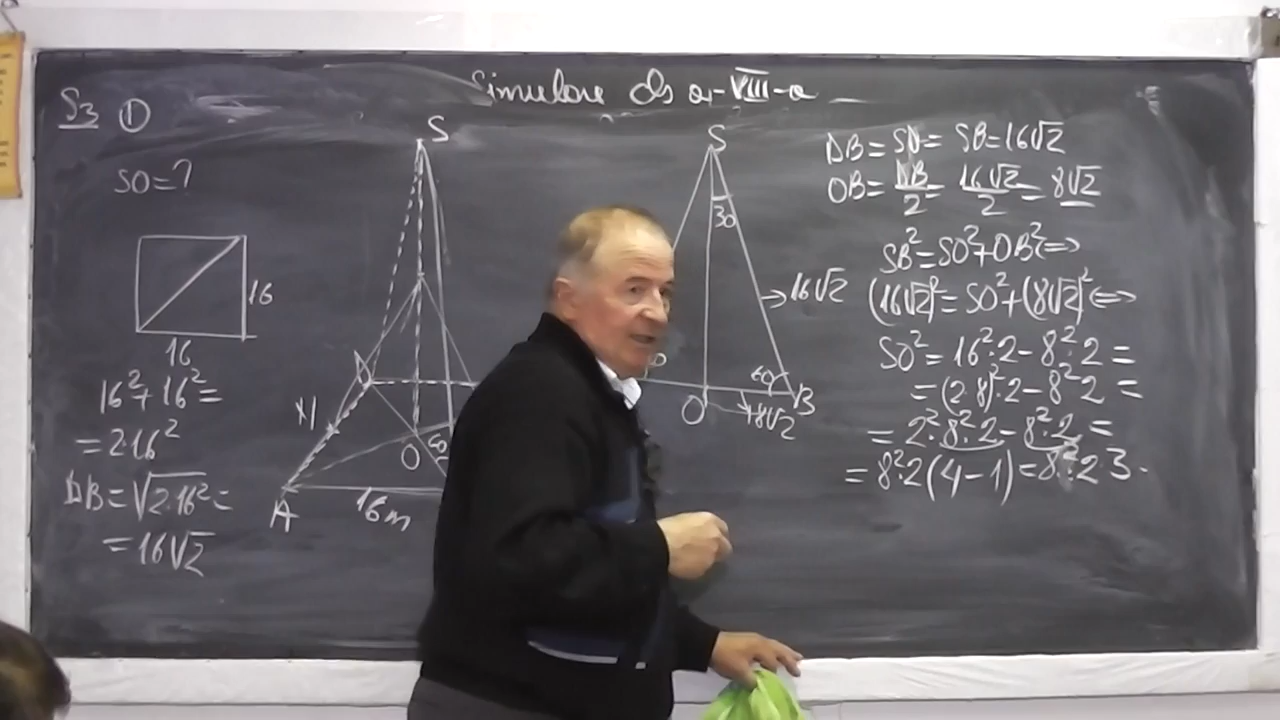 Simulare cls a-VIII-a
S3 ①
SO=?
16
16
16²+16²=
=2·16²
DB=√2·16²=
=16√2
S
M
A
O
60
16m
S
30
→16√2
60
O
B
8√2
DB=SD=SB=16√2
OB=DB/2=16√2/2=8√2
SB²=SO²+OB²<=>
(16√2)²=SO²+(8√2)²<=>
SO²=16²·2-8²·2=
=(2·8)²·2-8²·2=
=2²·8²·2-8²·2=
=8²·2(4-1)=8²·2·3·